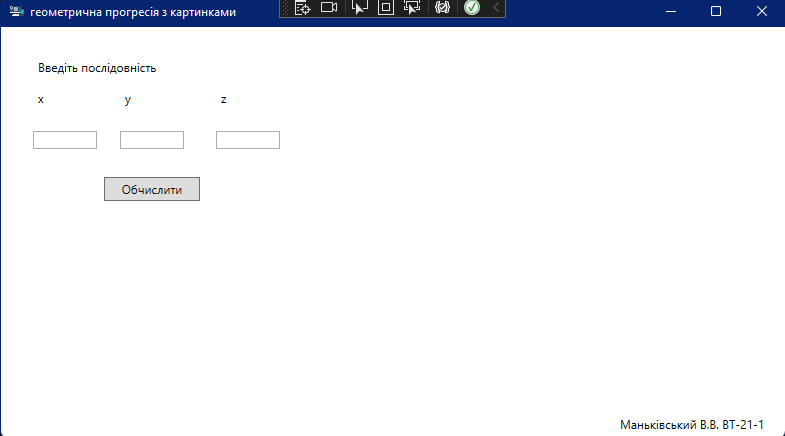 геометрична прогресія з картинками
Введіть послідовність
x y z
Обчислити
Маньківський В.В. ВТ-21-1